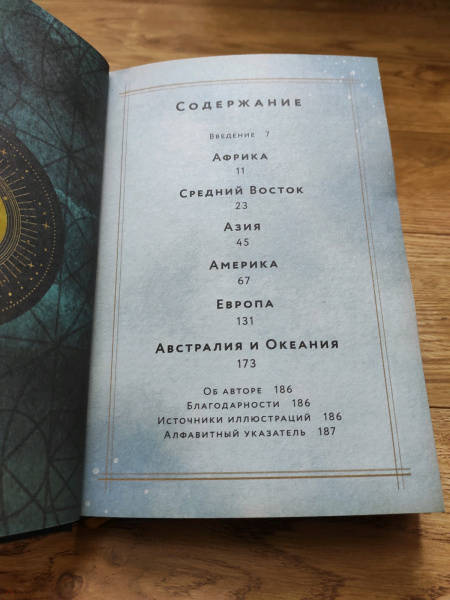 Содержание
Введение 7
Африка
11
Средний Восток
23
Азия
45
Америка
67
Европа
131
Австралия и Океания
173
Об авторе 186
Благодарности 186
Источники иллюстраций 186
Алфавитный указатель 187